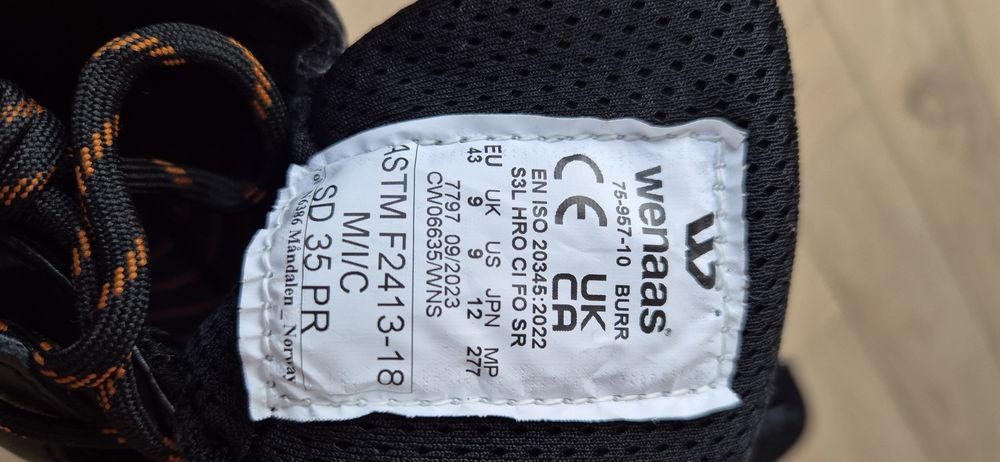 wenaas®
75-957-10 BURR
CE UK CA
EN ISO 20345:2022
S3L HRO CI FO SR
EU UK US JPN MP
43 9 9 12 277
7797 09/2023
CW06635/WNS
ASTM F2413-18
M/I/C
SD 35 PR
6386 Måndalen_ Norway